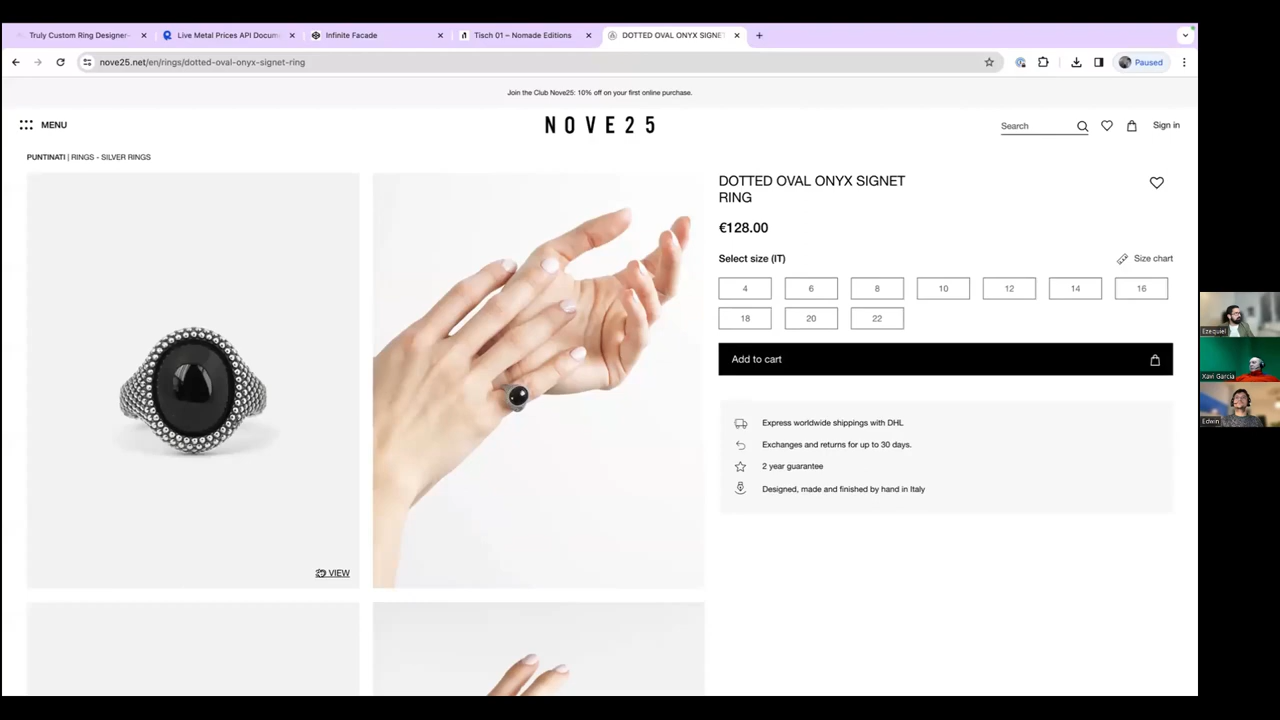 Truly Custom Ring Designer-
Live Metal Prices API Docum
Infinite Facade
Tisch 01 – Nomade Editions
DOTTED OVAL ONYX SIGNET
nove25.net/en/rings/dotted-oval-onyx-signet-ring
Paused
Join the Club Nove25: 10% off on your first online purchase.
MENU
NOVE25
Search
Sign in
PUNTINATI | RINGS - SILVER RINGS
DOTTED OVAL ONYX SIGNET
RING
€128.00
Select size (IT)
Size chart
4 6 8 10 12 14 16
18 20 22
Add to cart
Express worldwide shippings with DHL
Exchanges and returns for up to 30 days.
2 year guarantee
Designed, made and finished by hand in Italy
VIEW
Ezequiel
Xavi Garcia
Edwin